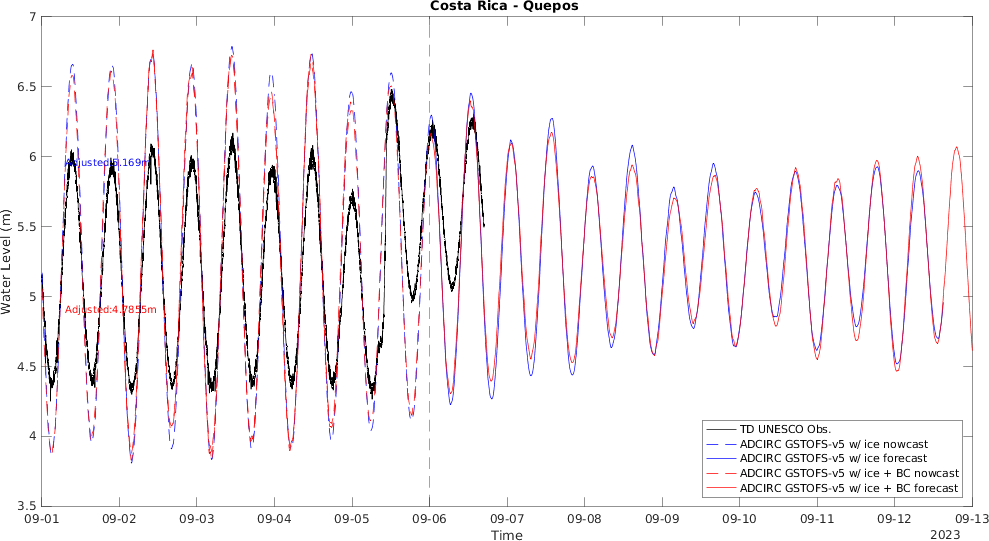 Costa Rica - Quepos
Water Level (m)
7
6.5
6
5.5
5
4.5
4
3.5
Adjusted:4.7855m
TD UNESCO Obs.
ADCIRC GSTOFS-v5 w/ ice nowcast
ADCIRC GSTOFS-v5 w/ ice forecast
ADCIRC GSTOFS-v5 w/ ice + BC nowcast
ADCIRC GSTOFS-v5 w/ ice + BC forecast
09-01 09-02 09-03 09-04 09-05 09-06 09-07 09-08 09-09 09-10 09-11 09-12 09-13
Time
2023